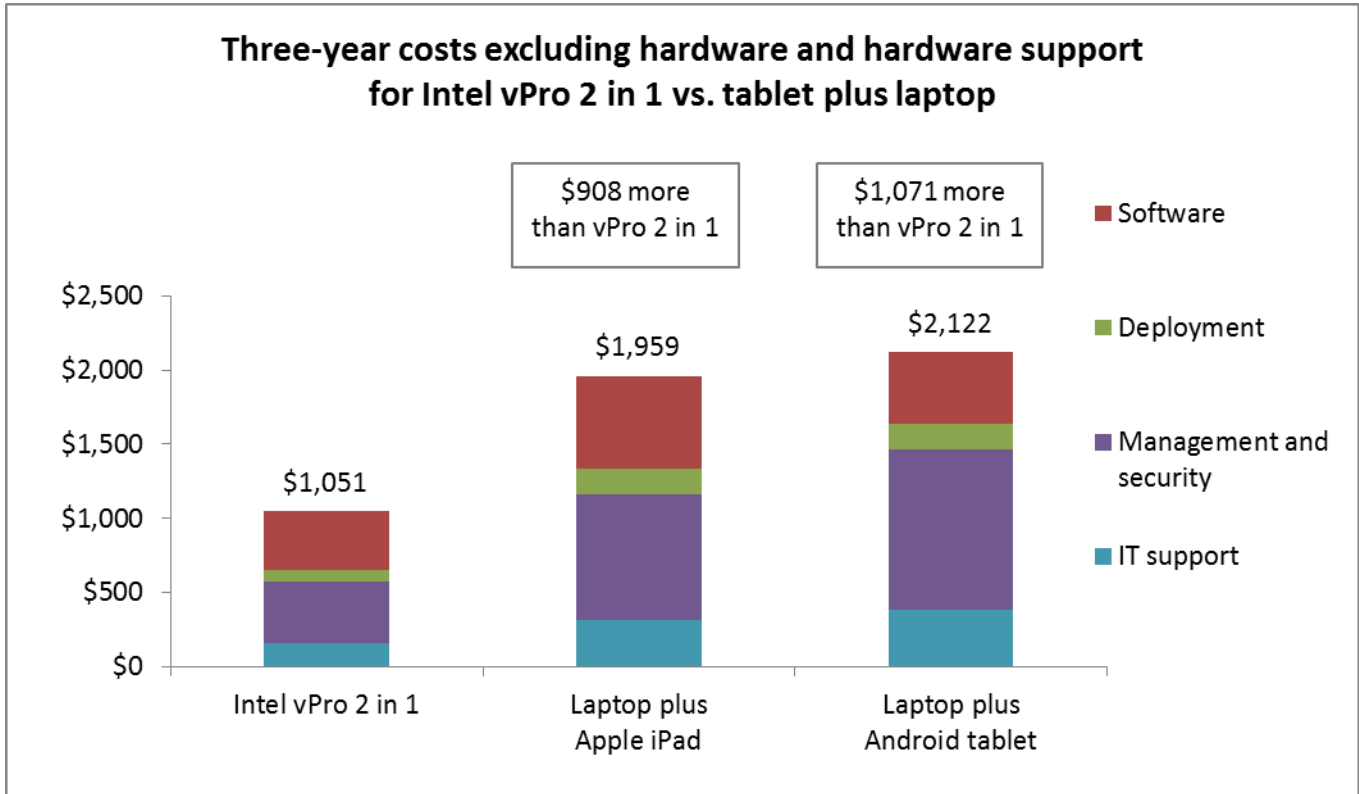 Three-year costs excluding hardware and hardware support
for Intel vPro 2 in 1 vs. tablet plus laptop
$908 more
than vPro 2 in 1
$1,071 more
than vPro 2 in 1
Software
Deployment
Management and
security
IT support
$2,500
$2,000
$1,500
$1,000
$500
$0
$1,051
$1,959
$2,122
Intel vPro 2 in 1
Laptop plus
Apple iPad
Laptop plus
Android tablet